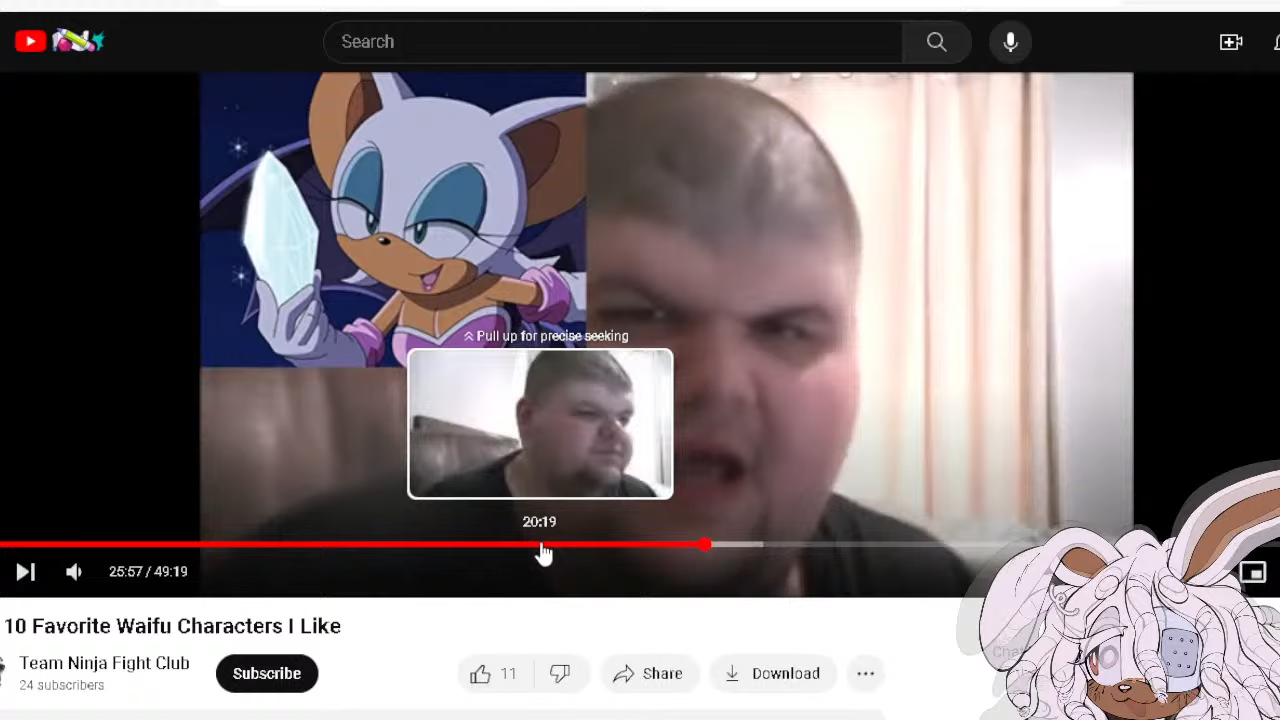 Search
Pull up for precise seeking
20:19
25:57 / 49:19
10 Favorite Waifu Characters I Like
Team Ninja Fight Club
24 subscribers
Subscribe
11
Share
Download